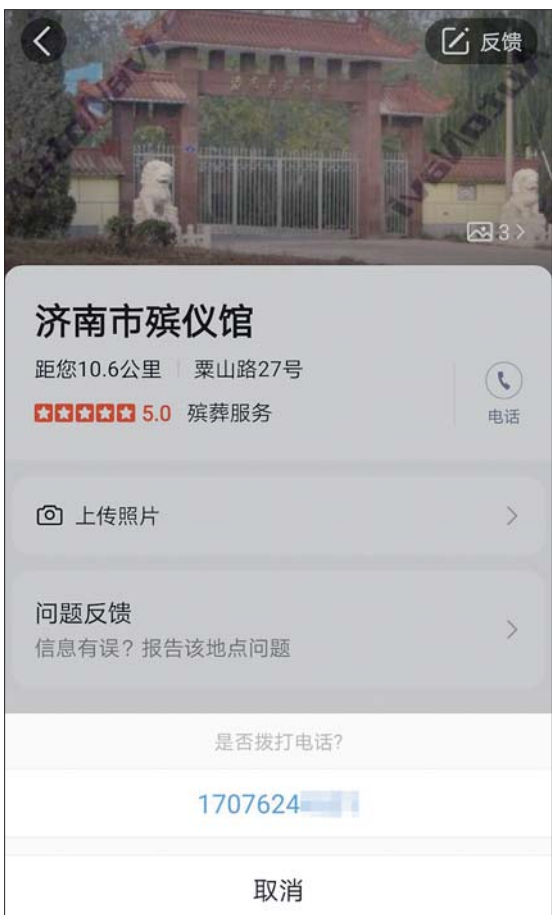 反馈
AutoNavi
3
济南市殡仪馆
距您10.6公里 粟山路27号
5.0 殡葬服务
电话
上传照片
问题反馈
信息有误？报告该地点问题
是否拨打电话?
1707624
取消